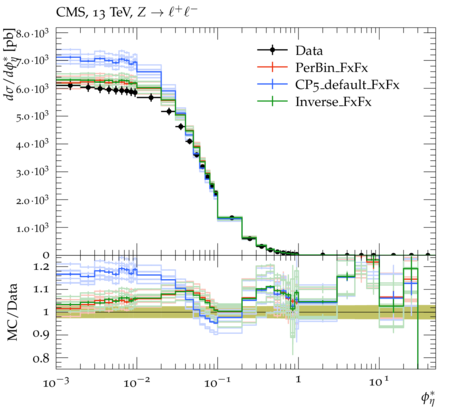 CMS, 13 TeV, Z → ℓ⁺ℓ⁻
dσ/dϕ*η [pb]
8.0·10³
7.0·10³
6.0·10³
5.0·10³
4.0·10³
3.0·10³
2.0·10³
1.0·10³
0
Data
PerBin_FxFx
CP5_default_FxFx
Inverse_FxFx
MC/Data
1.2
1.1
1
0.9
0.8
10⁻³ 10⁻² 10⁻¹ 1 10¹
ϕ*η